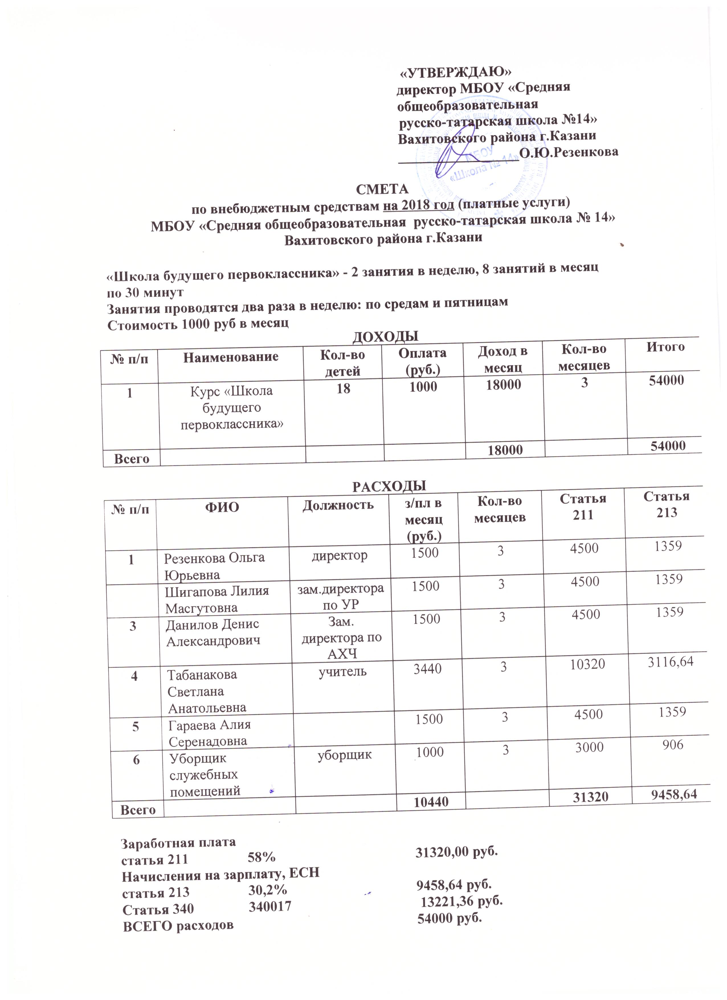 «УТВЕРЖДАЮ»
директор МБОУ «Средняя
общеобразовательная
русско-татарская школа №14»
Вахитовского района г.Казани
О.Ю.Резенкова
МБОУ
«Школа № 14»
СМЕТА
по внебюджетным средствам на 2018 год (платные услуги)
МБОУ «Средняя общеобразовательная русско-татарская школа № 14»
Вахитовского района г.Казани
«Школа будущего первоклассника» - 2 занятия в неделю, 8 занятий в месяц
по 30 минут
Занятия проводятся два раза в неделю: по средам и пятницам
Стоимость 1000 руб в месяц
ДОХОДЫ
№ п/п Наименование Кол-во детей Оплата (руб.) Доход в месяц Кол-во месяцев Итого
1 Курс «Школа будущего первоклассника» 18 1000 18000 3 54000
Всего 18000 54000
РАСХОДЫ
№ п/п ФИО Должность з/пл в месяц (руб.) Кол-во месяцев Статья 211 Статья 213
1 Резенкова Ольга Юрьевна директор 1500 3 4500 1359
Шигапова Лилия Масгутовна зам.директора по УР 1500 3 4500 1359
3 Данилов Денис Александрович Зам. директора по АХЧ 1500 3 4500 1359
4 Табанакова Светлана Анатольевна учитель 3440 3 10320 3116,64
5 Гараева Алия Серенадовна 1500 3 4500 1359
6 Уборщик служебных помещений уборщик 1000 3 3000 906
Всего 10440 31320 9458,64
Заработная плата
статья 211 58% 31320,00 руб.
Начисления на зарплату, ЕСН
статья 213 30,2% 9458,64 руб.
Статья 340 340017 13221,36 руб.
ВСЕГО расходов 54000 руб.